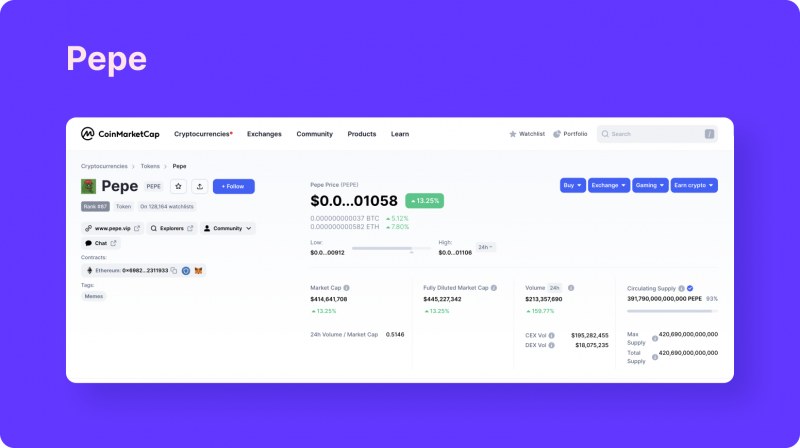 Pepe
CoinMarketCap Cryptocurrencies Exchanges Community Products Learn Watchlist Portfolio Search /
Cryptocurrencies > Tokens > Pepe
Pepe PEPE + Follow
Rank #67 Token On 128,164 watchlists
www.pepe.vip Explorers Community
Chat
Contracts:
Ethereum: 0x6982...2311933
Tags:
Memes
Pepe Price (PEPE)
$0.0...01058 13.25%
0.000000000037 BTC 5.12%
0.000000000582 ETH 7.60%
Low: High: 24h
$0.0...00912 $0.0...01106
Buy Exchange Gaming Earn crypto
Market Cap
$414,641,708
13.25%
24h Volume / Market Cap 0.5146
Fully Diluted Market Cap
$445,227,342
13.25%
Volume 24h
$213,357,690
159.77%
CEX Vol $195,282,455
DEX Vol $18,075,235
Circulating Supply
391,790,000,000,000 PEPE 93%
Max Supply 420,690,000,000,000
Total Supply 420,690,000,000,000